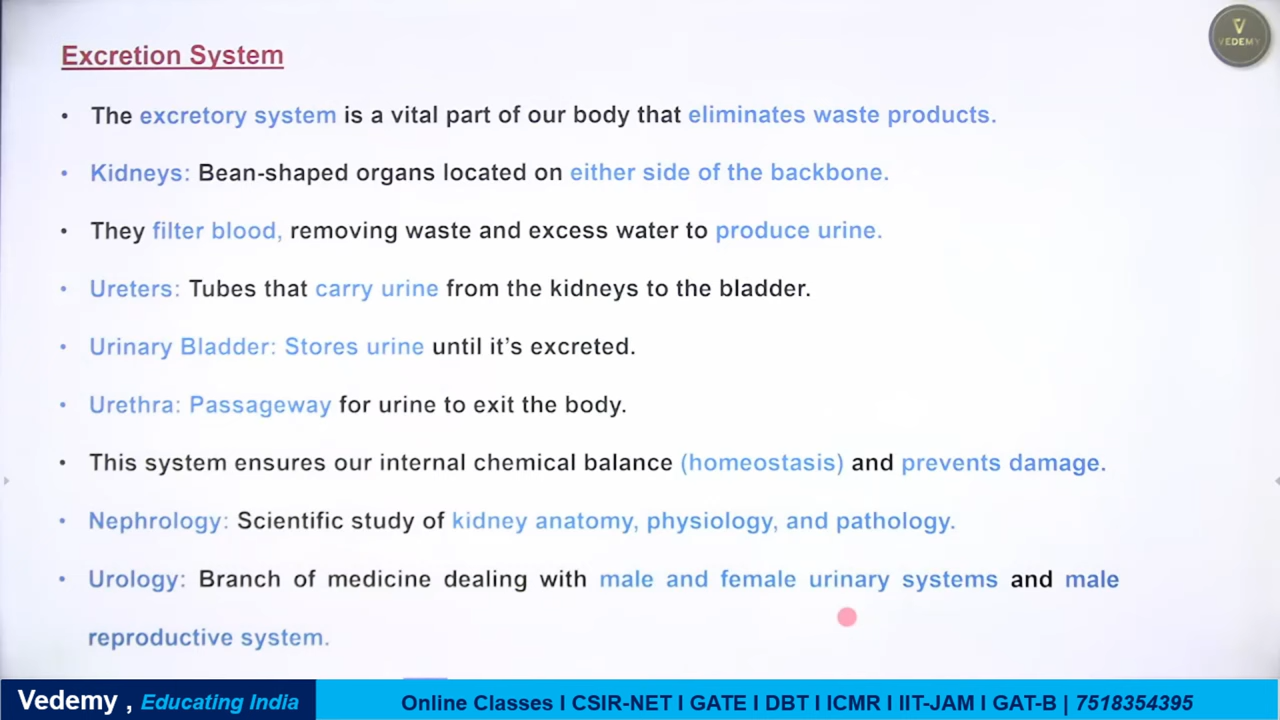 Excretion System
VEDEMY
• The excretory system is a vital part of our body that eliminates waste products.
• Kidneys: Bean-shaped organs located on either side of the backbone.
• They filter blood, removing waste and excess water to produce urine.
• Ureters: Tubes that carry urine from the kidneys to the bladder.
• Urinary Bladder: Stores urine until it’s excreted.
• Urethra: Passageway for urine to exit the body.
• This system ensures our internal chemical balance (homeostasis) and prevents damage.
• Nephrology: Scientific study of kidney anatomy, physiology, and pathology.
• Urology: Branch of medicine dealing with male and female urinary systems and male
reproductive system.
Vedemy , Educating India
Online Classes I CSIR-NET I GATE I DBT I ICMR I IIT-JAM I GAT-B | 7518354395